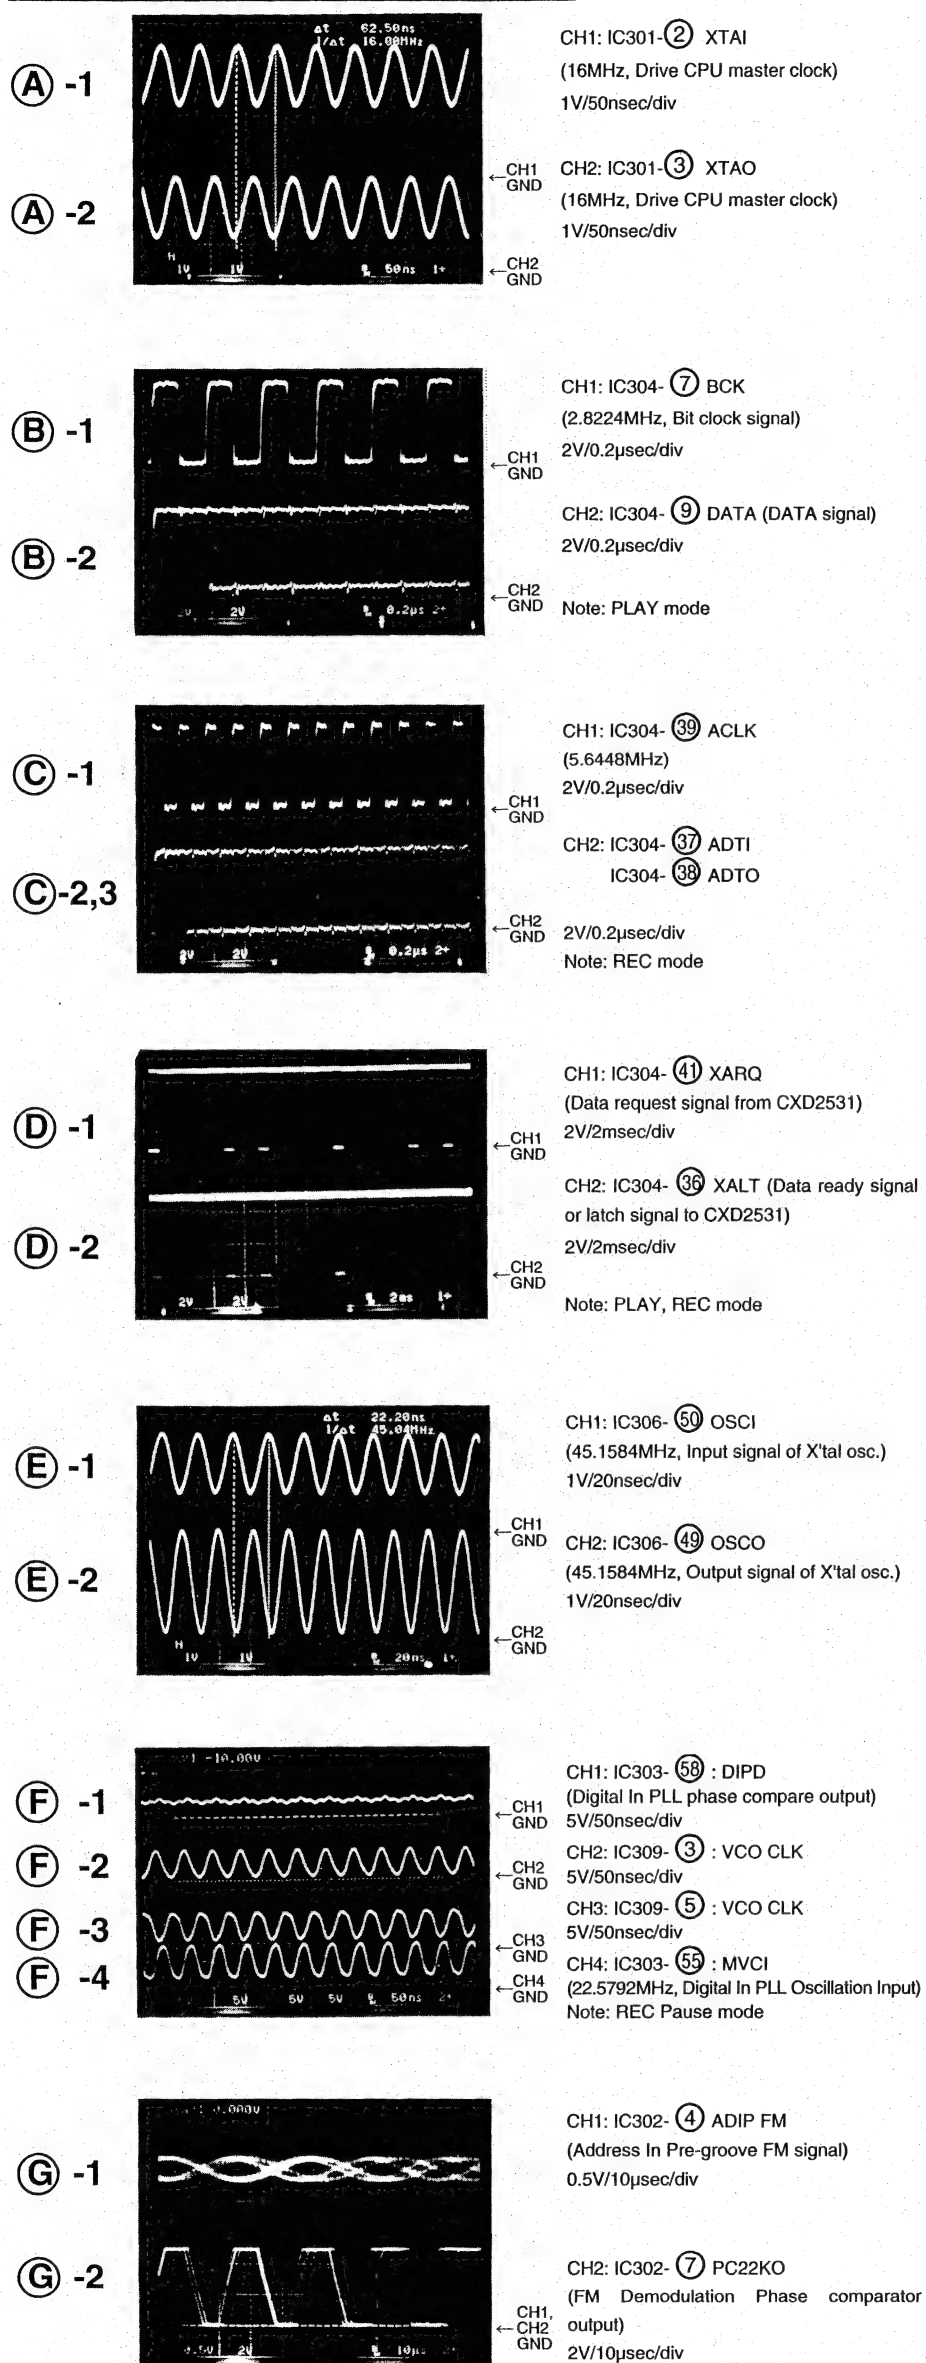 Δt 62.50ns
1/Δt 16.00MHz
Ⓐ -1
CH1: IC301-② XTAI
(16MHz, Drive CPU master clock)
1V/50nsec/div
←CH1
GND
Ⓐ -2
CH2: IC301-③ XTAO
(16MHz, Drive CPU master clock)
1V/50nsec/div
1V 1V 50ns 1+
←CH2
GND
Ⓑ -1
CH1: IC304- ⑦ BCK
(2.8224MHz, Bit clock signal)
2V/0.2μsec/div
←CH1
GND
Ⓑ -2
CH2: IC304- ⑨ DATA (DATA signal)
2V/0.2μsec/div
←CH2
GND
Note: PLAY mode
2V 2V 0.2μs 2+
Ⓒ -1
CH1: IC304- ㊴ ACLK
(5.6448MHz)
2V/0.2μsec/div
←CH1
GND
Ⓒ-2,3
CH2: IC304- ㊲ ADTI
IC304- ㊳ ADTO
←CH2
GND
2V/0.2μsec/div
Note: REC mode
2V 2V 0.2μs 2+
Ⓓ -1
CH1: IC304- ㊶ XARQ
(Data request signal from CXD2531)
2V/2msec/div
←CH1
GND
Ⓓ -2
CH2: IC304- ㊱ XALT (Data ready signal
or latch signal to CXD2531)
2V/2msec/div
←CH2
GND
Note: PLAY, REC mode
2V 2V 2ms 1+
Δt 22.20ns
1/Δt 45.04MHz
Ⓔ -1
CH1: IC306- ㊿ OSCI
(45.1584MHz, Input signal of X'tal osc.)
1V/20nsec/div
←CH1
GND
Ⓔ -2
CH2: IC306- ㊾ OSCO
(45.1584MHz, Output signal of X'tal osc.)
1V/20nsec/div
←CH2
GND
1V 1V 20ns 1+
-10.00V
Ⓕ -1
CH1: IC303- (58) : DIPD
(Digital In PLL phase compare output)
5V/50nsec/div
←CH1
GND
Ⓕ -2
CH2: IC309- ③ : VCO CLK
5V/50nsec/div
←CH2
GND
Ⓕ -3
CH3: IC309- ⑤ : VCO CLK
5V/50nsec/div
←CH3
GND
Ⓕ -4
CH4: IC303- (55) : MVCI
(22.5792MHz, Digital In PLL Oscillation Input)
←CH4
GND
Note: REC Pause mode
5V 5V 5V 50ns 2+
0.000V
Ⓖ -1
CH1: IC302- ④ ADIP FM
(Address In Pre-groove FM signal)
0.5V/10μsec/div
Ⓖ -2
CH2: IC302- ⑦ PC22KO
(FM Demodulation Phase comparator
output)
2V/10μsec/div
CH1,
←CH2
GND
0.5V 2V 10μs 2+